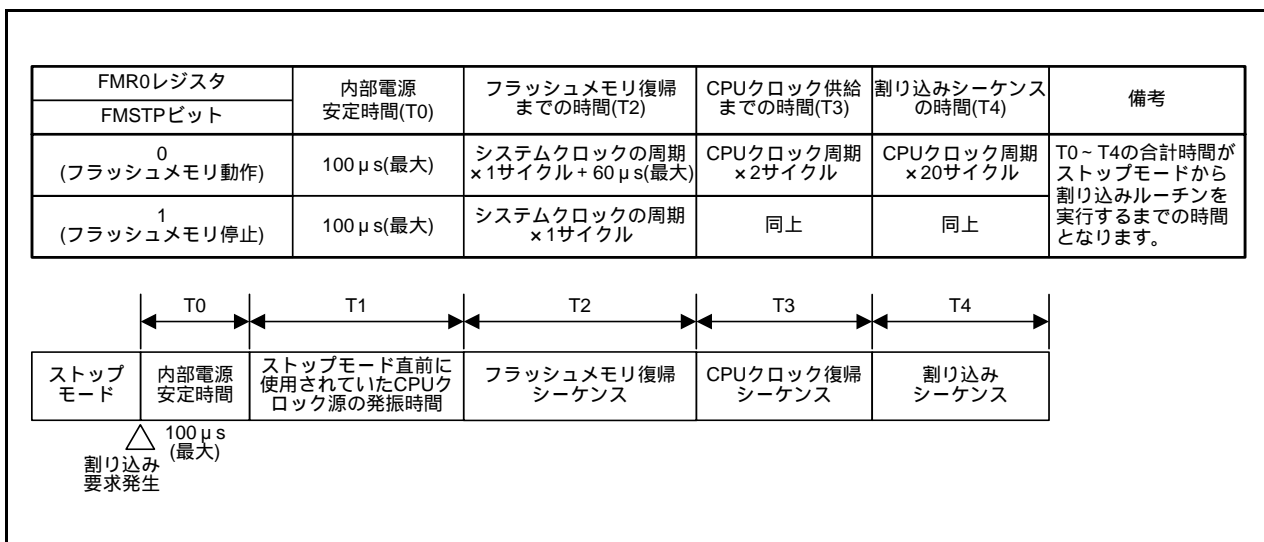 FMR0レジスタ
FMSTPビット
内部電源
安定時間(T0)
フラッシュメモリ復帰
までの時間(T2)
CPUクロック供給
までの時間(T3)
割り込みシーケンス
の時間(T4)
備考
0
(フラッシュメモリ動作)
100μs(最大)
システムクロックの周期
×1サイクル+60μs(最大)
CPUクロック周期
×2サイクル
CPUクロック周期
×20サイクル
T0~T4の合計時間が
ストップモードから
割り込みルーチンを
実行するまでの時間
となります。
1
(フラッシュメモリ停止)
100μs(最大)
システムクロックの周期
×1サイクル
同上
同上
T0
T1
T2
T3
T4
ストップ
モード
内部電源
安定時間
ストップモード直前に
使用されていたCPUク
ロック源の発振時間
フラッシュメモリ復帰
シーケンス
CPUクロック復帰
シーケンス
割り込み
シーケンス
100μs
(最大)
割り込み
要求発生